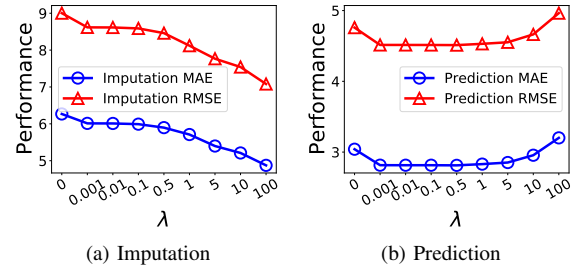 Performance
9
8
7
6
5
Imputation MAE
Imputation RMSE
0
0.001
0.01
0.1
0.5
1
5
10
100
λ
(a) Imputation
Performance
5
4
3
Prediction MAE
Prediction RMSE
0
0.001
0.01
0.1
0.5
1
5
10
100
λ
(b) Prediction